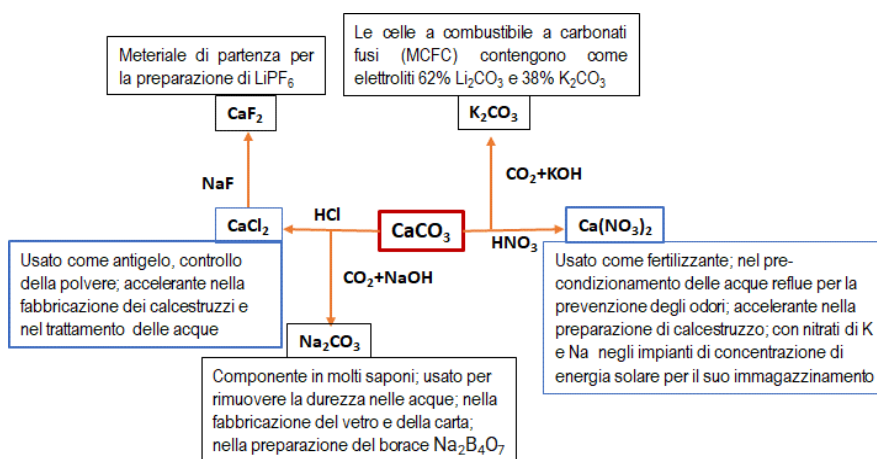 Meteriale di partenza per
la preparazione di LiPF₆
CaF₂
Le celle a combustibile a carbonati
fusi (MCFC) contengono come
elettroliti 62% Li₂CO₃ e 38% K₂CO₃
K₂CO₃
NaF
CO₂+KOH
CaCl₂
HCl
CaCO₃
HNO₃
Ca(NO₃)₂
Usato come antigelo, controllo
della polvere; accelerante nella
fabbricazione dei calcestruzzi e
nel trattamento delle acque
CO₂+NaOH
Usato come fertilizzante; nel pre-
condizionamento delle acque reflue per la
prevenzione degli odori; accelerante nella
preparazione di calcestruzzo; con nitrati di K
e Na negli impianti di concentrazione di
energia solare per il suo immagazzinamento
Na₂CO₃
Componente in molti saponi; usato per
rimuovere la durezza nelle acque; nella
fabbricazione del vetro e della carta;
nella preparazione del borace Na₂B₄O₇